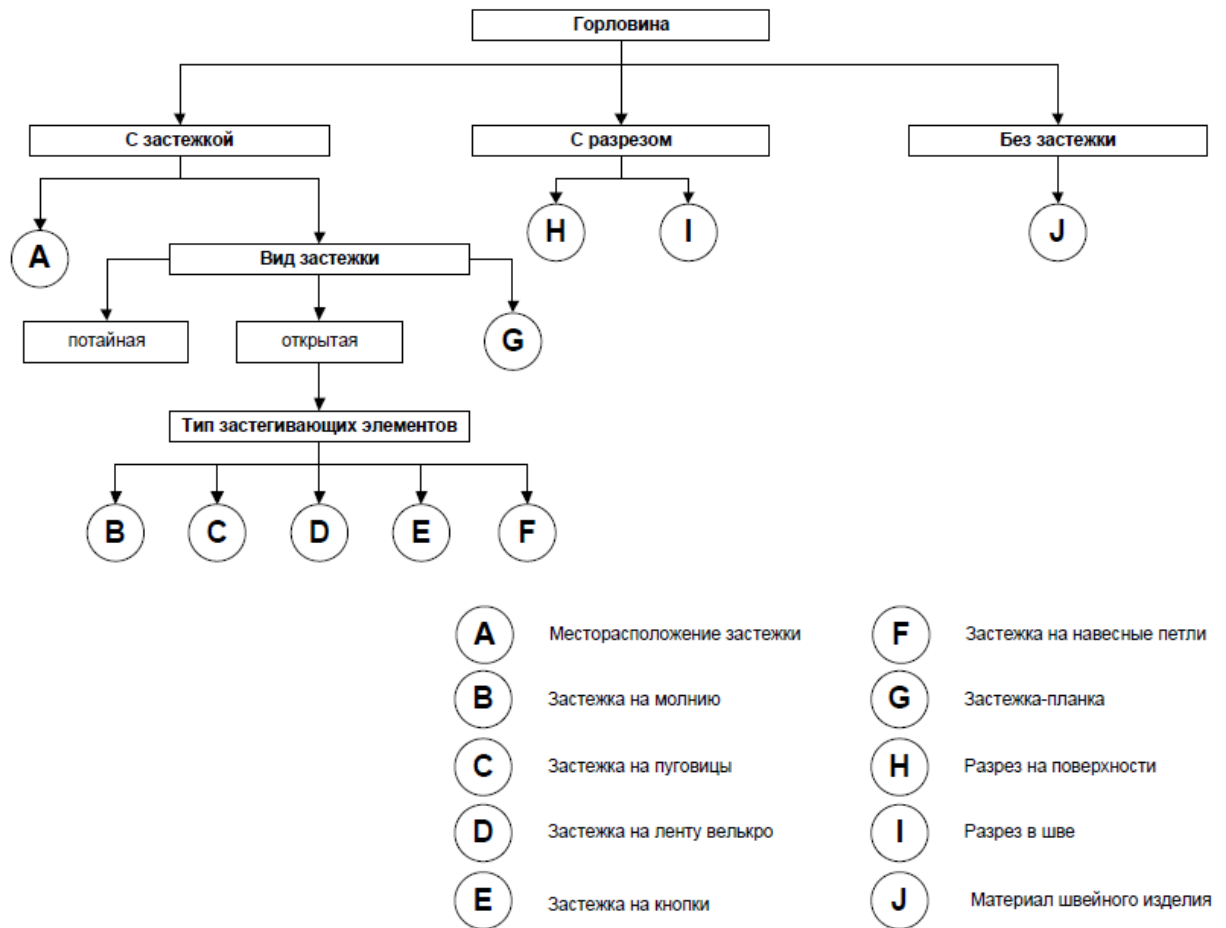 Горловина
С застежкой
С разрезом
Без застежки
A
H
I
J
Вид застежки
потайная
открытая
G
Тип застегивающих элементов
B
C
D
E
F
A Месторасположение застежки
F Застежка на навесные петли
B Застежка на молнию
G Застежка-планка
C Застежка на пуговицы
H Разрез на поверхности
D Застежка на ленту велькро
I Разрез в шве
E Застежка на кнопки
J Материал швейного изделия